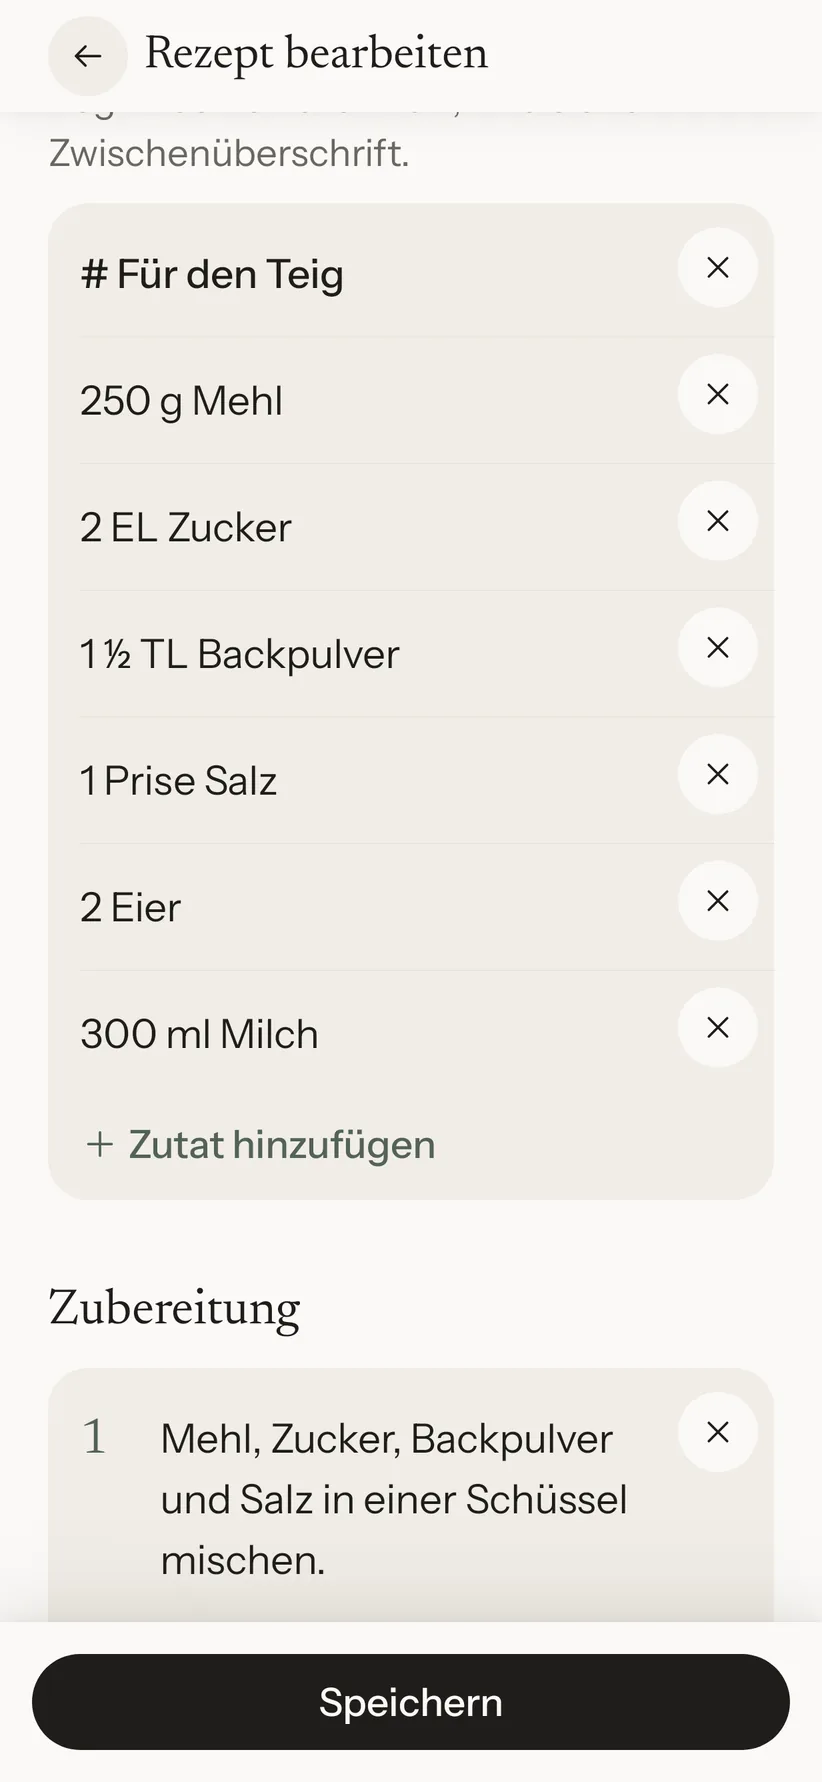 Rezept bearbeiten
Zwischenüberschrift.
# Für den Teig
250 g Mehl
2 EL Zucker
1 ½ TL Backpulver
1 Prise Salz
2 Eier
300 ml Milch
+ Zutat hinzufügen
Zubereitung
1 Mehl, Zucker, Backpulver
und Salz in einer Schüssel
mischen.
Speichern